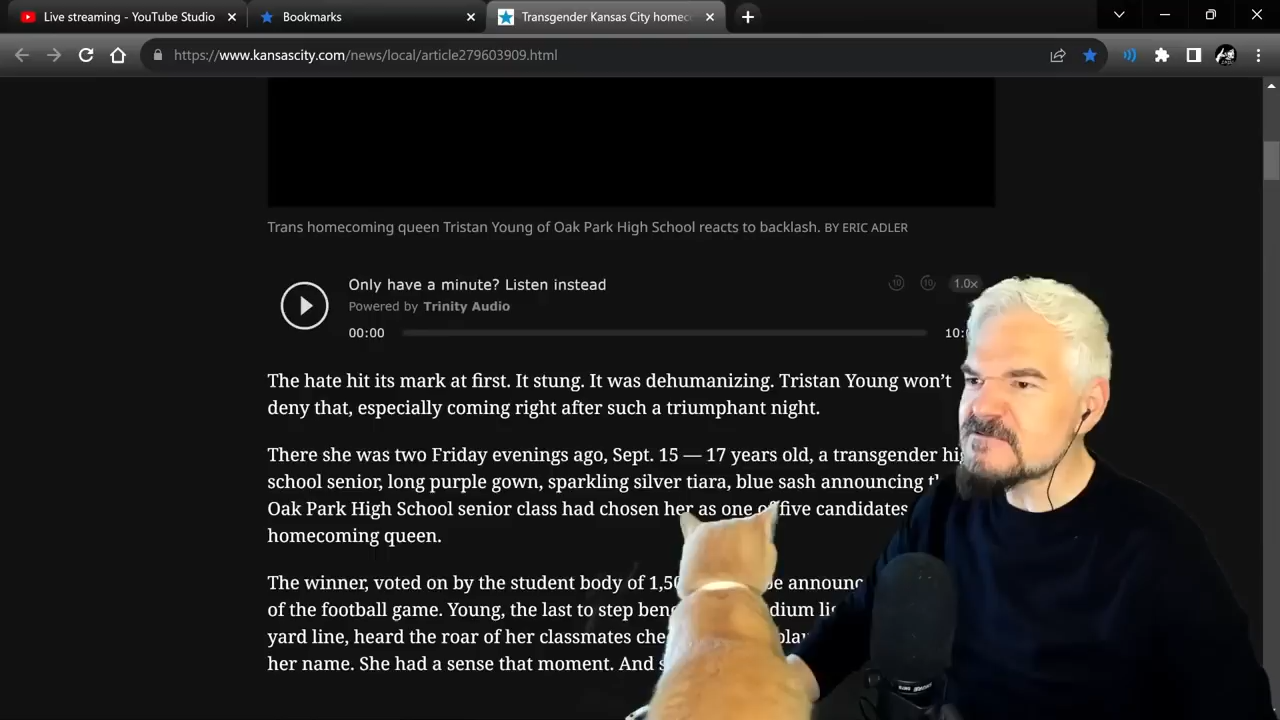 Live streaming - YouTube Studio
Bookmarks
Transgender Kansas City homec
https://www.kansascity.com/news/local/article279603909.html
Trans homecoming queen Tristan Young of Oak Park High School reacts to backlash. BY ERIC ADLER
Only have a minute? Listen instead
10 10 1.0x
Powered by Trinity Audio
00:00 10:
The hate hit its mark at first. It stung. It was dehumanizing. Tristan Young won't
deny that, especially coming right after such a triumphant night.
There she was two Friday evenings ago, Sept. 15 — 17 years old, a transgender
school senior, long purple gown, sparkling silver tiara, blue sash announcing
Oak Park High School senior class had chosen her as one of five candidates
homecoming queen.
The winner, voted on by the student body of announ
of the football game. Young, the last to step
yard line, heard the roar of her classmates
her name. She had a sense that moment. And